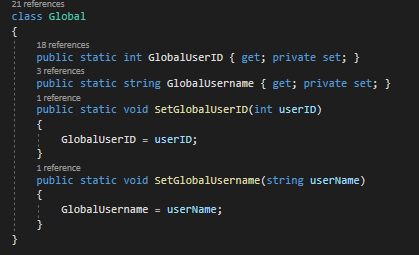 21 references
class Global
{
18 references
public static int GlobalUserID { get; private set; }
3 references
public static string GlobalUsername { get; private set; }
1 reference
public static void SetGlobalUserID(int userID)
{
GlobalUserID = userID;
}
1 reference
public static void SetGlobalUsername(string userName)
{
GlobalUsername = userName;
}
}